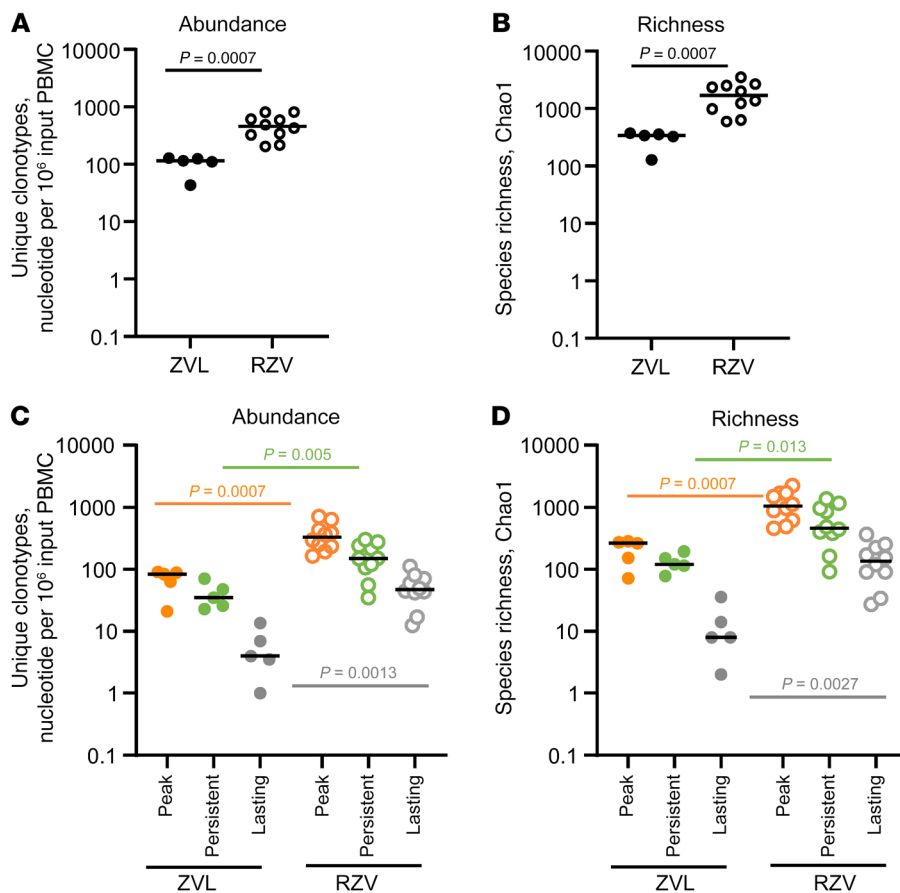 A
Abundance
Unique clonotypes,
nucleotide per 10⁶ input PBMC
10000
1000
100
10
1
0.1
P = 0.0007
ZVL
RZV
B
Richness
Species richness, Chao1
10000
1000
100
10
1
0.1
P = 0.0007
ZVL
RZV
C
Abundance
Unique clonotypes,
nucleotide per 10⁶ input PBMC
10000
1000
100
10
1
0.1
P = 0.005
P = 0.0007
P = 0.0013
Peak
Persistent
Lasting
Peak
Persistent
Lasting
ZVL
RZV
D
Richness
Species richness, Chao1
10000
1000
100
10
1
0.1
P = 0.013
P = 0.0007
P = 0.0027
Peak
Persistent
Lasting
Peak
Persistent
Lasting
ZVL
RZV